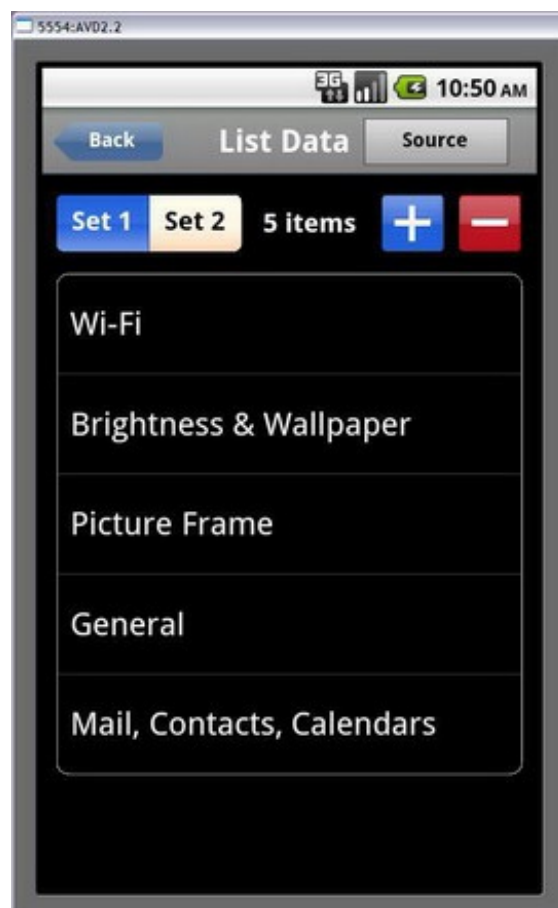 5554:AVD2.2
3G 10:50 AM
Back List Data Source
Set 1 Set 2 5 items + −
Wi-Fi
Brightness & Wallpaper
Picture Frame
General
Mail, Contacts, Calendars